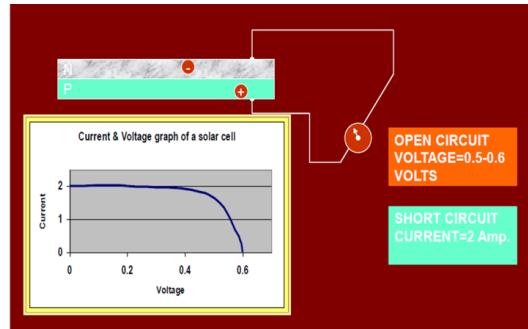 N
-
P
+
Current & Voltage graph of a solar cell
2
1
0
Current
0
0.2
0.4
0.6
Voltage
OPEN CIRCUIT
VOLTAGE=0.5-0.6
VOLTS
SHORT CIRCUIT
CURRENT=2 Amp.